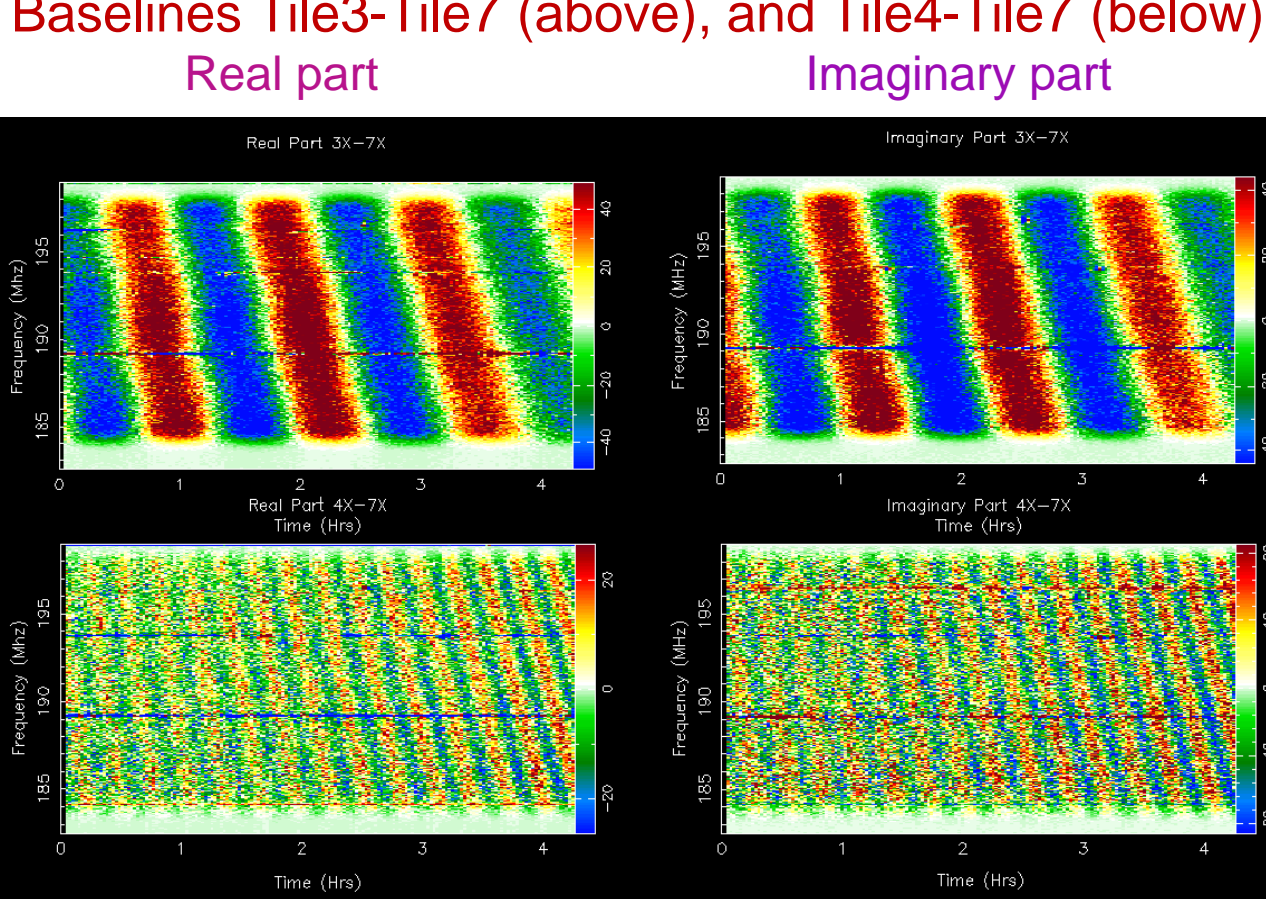 Baselines Tile3-Tile7 (above), and Tile4-Tile7 (below)
Real part
Imaginary part
Real Part 3X-7X
Frequency (Mhz)
195
190
185
40
20
0
-20
-40
0 1 2 3 4
Imaginary Part 3X-7X
Frequency (MHz)
195
190
185
0 1 2 3 4
Real Part 4X-7X
Time (Hrs)
Frequency (Mhz)
195
190
185
20
0
-20
0 1 2 3 4
Time (Hrs)
Imaginary Part 4X-7X
Time (Hrs)
Frequency (MHz)
195
190
185
0 1 2 3 4
Time (Hrs)